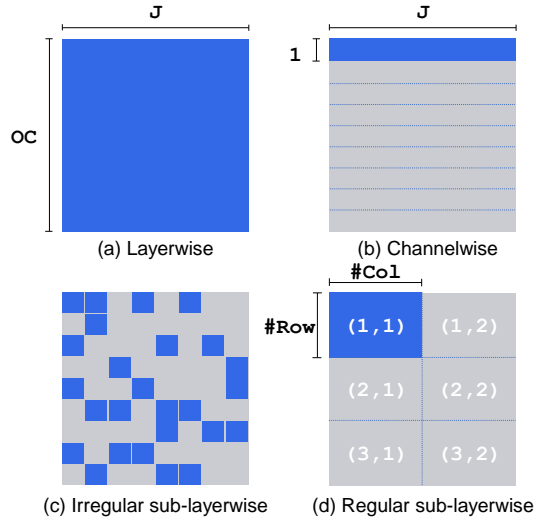 J
J
OC
1
(a) Layerwise
(b) Channelwise
#Col
#Row
(1,1)
(1,2)
(2,1)
(2,2)
(3,1)
(3,2)
(c) Irregular sub-layerwise
(d) Regular sub-layerwise